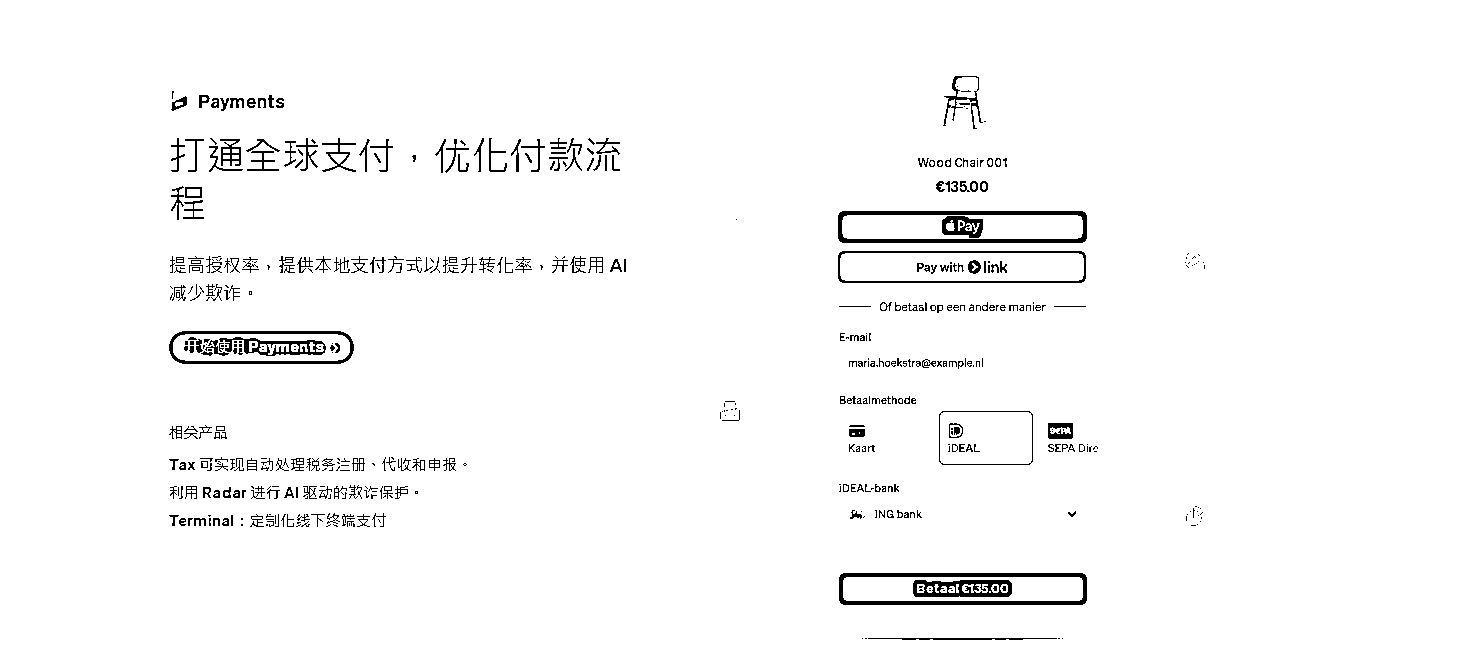 Payments
打通全球支付，优化付款流
程
提高授权率，提供本地支付方式以提升转化率，并使用 AI
减少欺诈。
开始使用 Payments
相关产品
Tax 可实现自动处理税务注册、代收和申报。
利用 Radar 进行 AI 驱动的欺诈保护。
Terminal：定制化线下终端支付
Wood Chair 001
€135.00
Pay
Pay with link
Of betaal op een andere manier
E-mail
maria.hoekstra@example.nl
Betaalmethode
Kaart
iDEAL
SEPA
SEPA Dire
iDEAL-bank
ING bank
Betaal €135.00